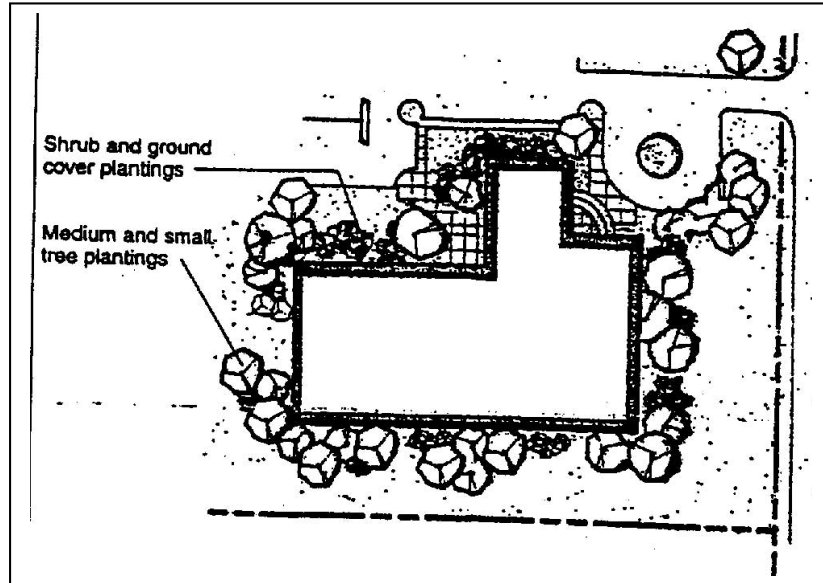 Shrub and ground
cover plantings
Medium and small
tree plantings